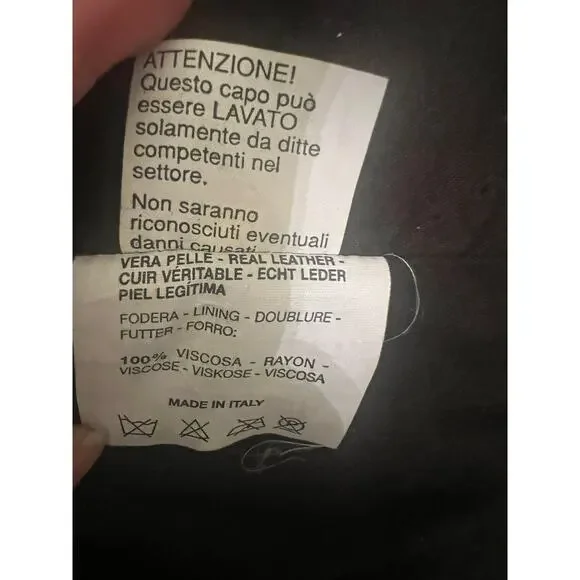 ATTENZIONE!
Questo capo può
essere LAVATO
solamente da ditte
competenti nel
settore.
Non saranno
riconosciuti eventuali
danni causati
VERA PELLE - REAL LEATHER -
CUIR VÉRITABLE - ECHT LEDER
PIEL LEGÍTIMA
FODERA - LINING - DOUBLURE -
FUTTER - FORRO:
100% VISCOSA - RAYON -
VISCOSE - VISKOSE - VISCOSA
MADE IN ITALY